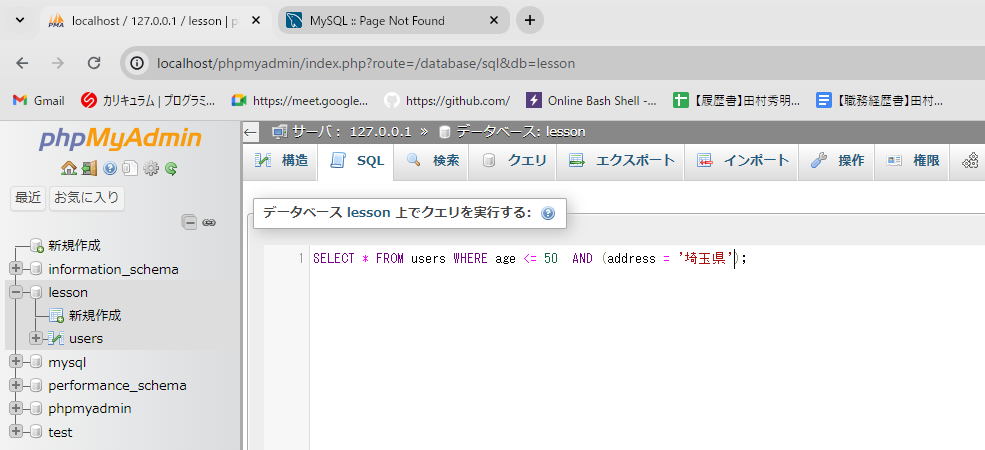 localhost / 127.0.0.1 / lesson | p
MySQL :: Page Not Found
localhost/phpmyadmin/index.php?route=/database/sql&db=lesson
Gmail
カリキュラム | プログラミ...
https://meet.google...
https://github.com/
Online Bash Shell -...
【履歴書】田村秀明...
【職務経歴書】田村...
phpMyAdmin
最近
お気に入り
新規作成
information_schema
lesson
新規作成
users
mysql
performance_schema
phpmyadmin
test
サーバ: 127.0.0.1 » データベース: lesson
構造
SQL
検索
クエリ
エクスポート
インポート
操作
権限
データベース lesson 上でクエリを実行する:
1 SELECT * FROM users WHERE age <= 50  AND (address = '埼玉県');